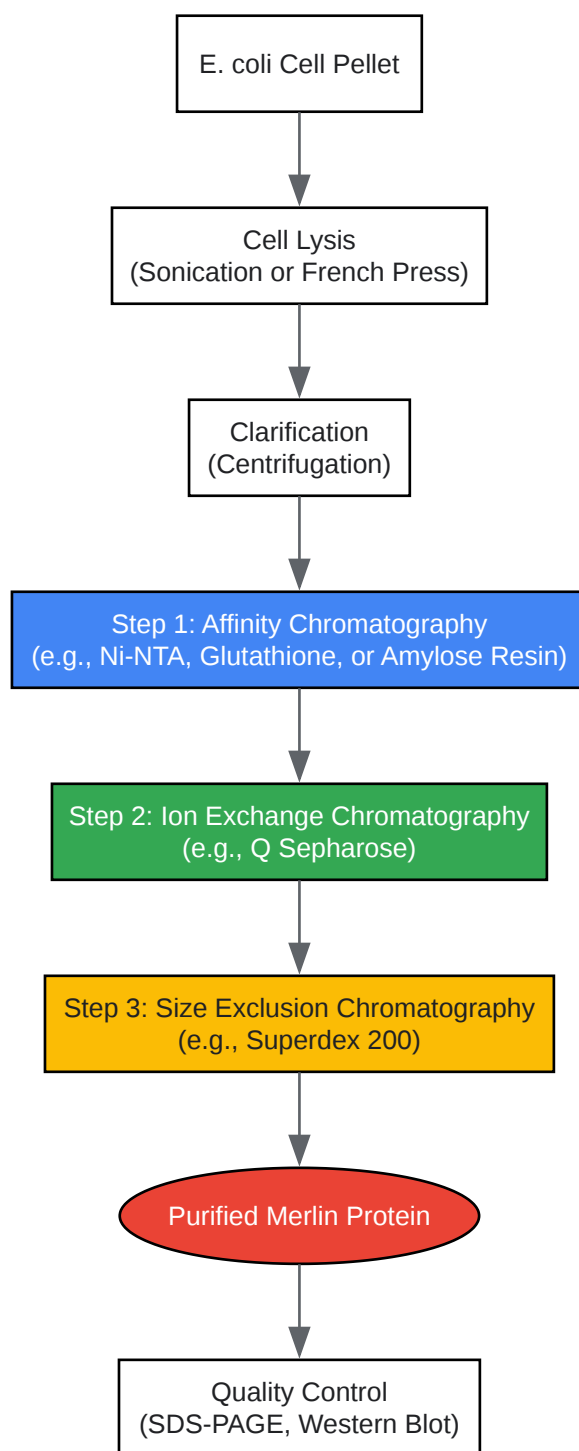 E. coli Cell Pellet
Cell Lysis
(Sonication or French Press)
Clarification
(Centrifugation)
Step 1: Affinity Chromatography
(e.g., Ni-NTA, Glutathione, or Amylose Resin)
Step 2: Ion Exchange Chromatography
(e.g., Q Sepharose)
Step 3: Size Exclusion Chromatography
(e.g., Superdex 200)
Purified Merlin Protein
Quality Control
(SDS-PAGE, Western Blot)